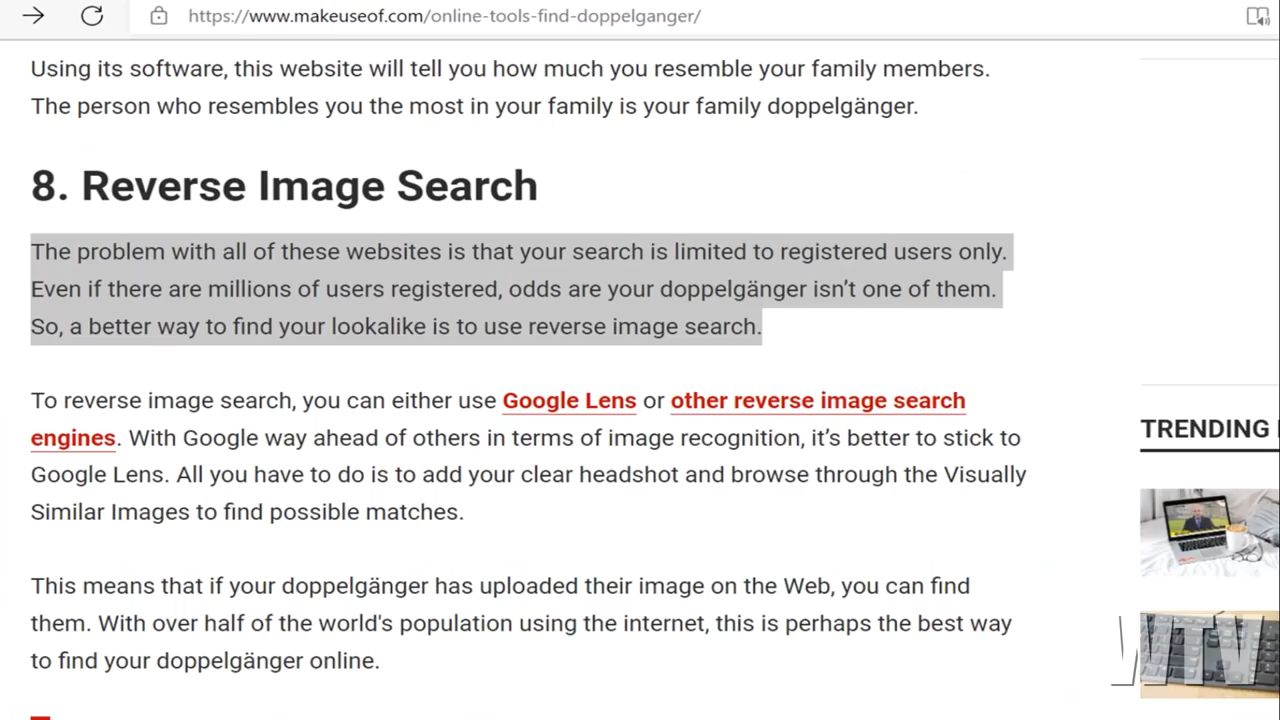 https://www.makeuseof.com/online-tools-find-doppelganger/
Using its software, this website will tell you how much you resemble your family members.
The person who resembles you the most in your family is your family doppelgänger.
8. Reverse Image Search
The problem with all of these websites is that your search is limited to registered users only.
Even if there are millions of users registered, odds are your doppelgänger isn’t one of them.
So, a better way to find your lookalike is to use reverse image search.
To reverse image search, you can either use Google Lens or other reverse image search
engines. With Google way ahead of others in terms of image recognition, it’s better to stick to
Google Lens. All you have to do is to add your clear headshot and browse through the Visually
Similar Images to find possible matches.
This means that if your doppelgänger has uploaded their image on the Web, you can find
them. With over half of the world's population using the internet, this is perhaps the best way
to find your doppelgänger online.
TRENDING